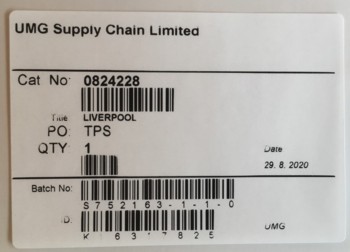 UMG Supply Chain Limited
Cat No: 0824228
Title LIVERPOOL
PO: TPS
QTY 1
Date
29. 8. 2020
Batch No:
S752163-1-1-0
UMG